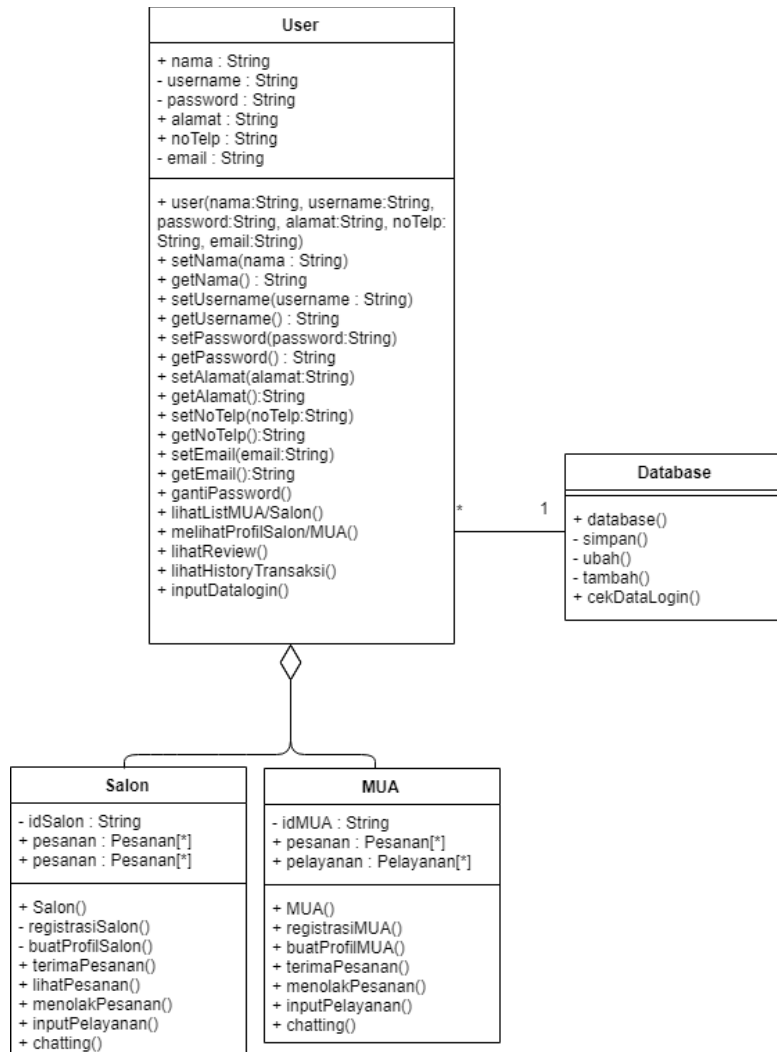 User
+ nama : String
- username : String
- password : String
+ alamat : String
+ noTelp : String
- email : String
+ user(nama:String, username:String,
password:String, alamat:String, noTelp:
String, email:String)
+ setNama(nama : String)
+ getNama() : String
+ setUsername(username : String)
+ getUsername() : String
+ setPassword(password:String)
+ getPassword() : String
+ setAlamat(alamat:String)
+ getAlamat():String
+ setNoTelp(noTelp:String)
+ getNoTelp():String
+ setEmail(email:String)
+ getEmail():String
+ gantiPassword()
+ lihatListMUA/Salon()
+ melihatProfilSalon/MUA()
+ lihatReview()
+ lihatHistoryTransaksi()
+ inputDatalogin()
* 1
Database
+ database()
- simpan()
- ubah()
- tambah()
+ cekDataLogin()
Salon
- idSalon : String
+ pesanan : Pesanan[*]
+ pesanan : Pesanan[*]
+ Salon()
- registrasiSalon()
- buatProfilSalon()
+ terimaPesanan()
+ lihatPesanan()
+ menolakPesanan()
+ inputPelayanan()
+ chatting()
MUA
- idMUA : String
+ pesanan : Pesanan[*]
+ pelayanan : Pelayanan[*]
+ MUA()
+ registrasiMUA()
+ buatProfilMUA()
+ terimaPesanan()
+ menolakPesanan()
+ inputPelayanan()
+ chatting()